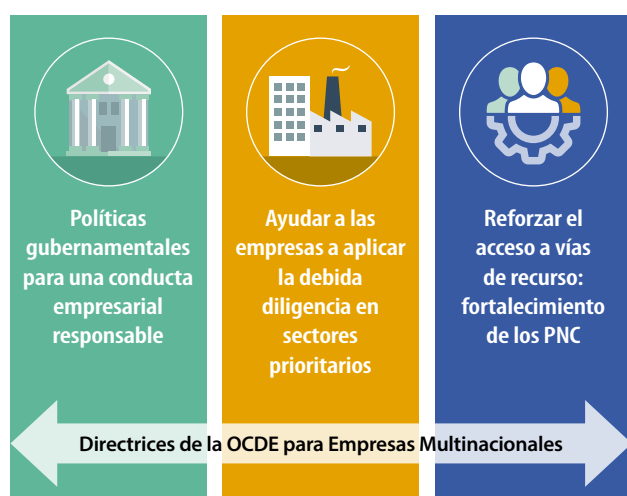 Políticas
gubernamentales
para una conducta
empresarial
responsable
Ayudar a las
empresas a aplicar
la debida
diligencia en
sectores
prioritarios
Reforzar el
acceso a vías
de recurso:
fortalecimiento
de los PNC
Directrices de la OCDE para Empresas Multinacionales